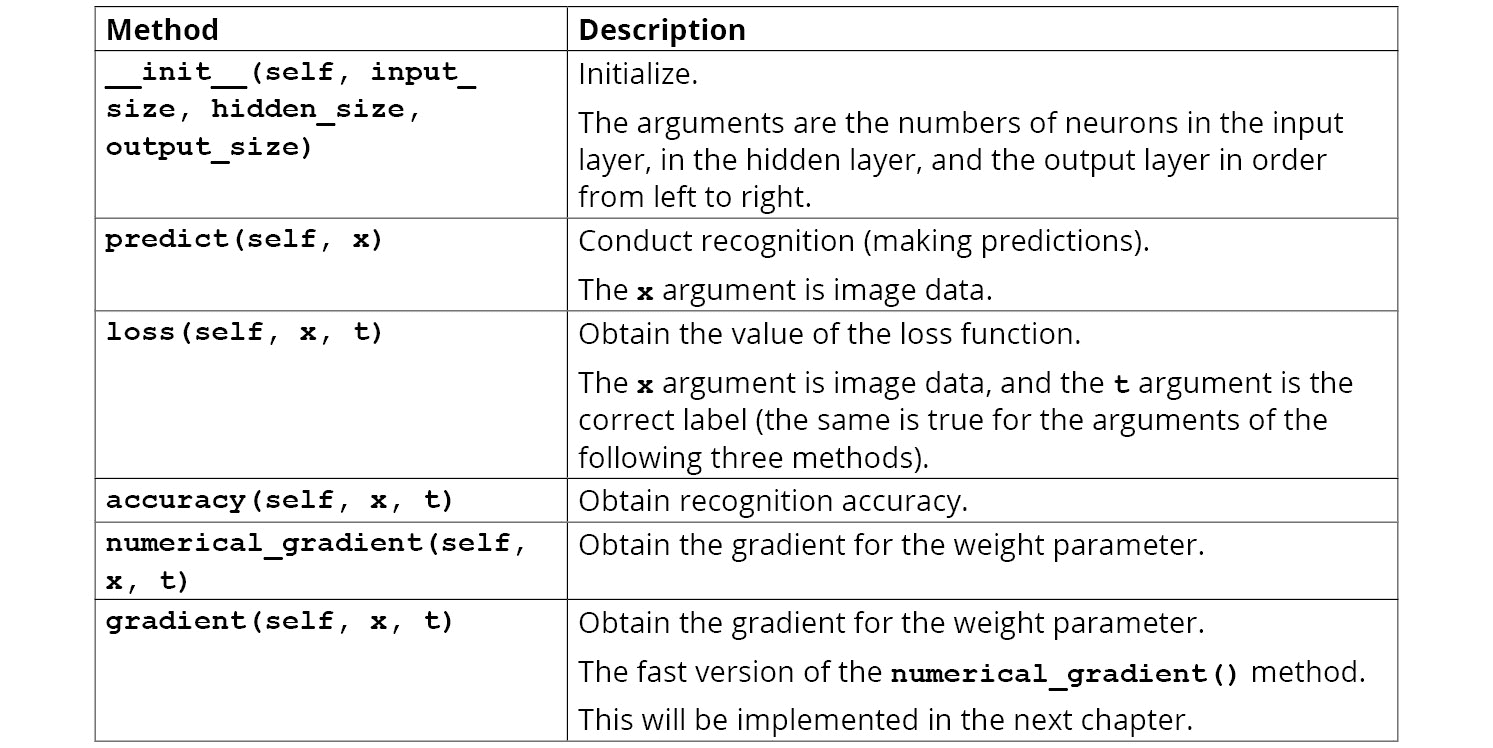 Method
Description
__init__(self, input_
size, hidden_size,
output_size)
Initialize.
The arguments are the numbers of neurons in the input
layer, in the hidden layer, and the output layer in order
from left to right.
predict(self, x)
Conduct recognition (making predictions).
The x argument is image data.
loss(self, x, t)
Obtain the value of the loss function.
The x argument is image data, and the t argument is the
correct label (the same is true for the arguments of the
following three methods).
accuracy(self, x, t)
Obtain recognition accuracy.
numerical_gradient(self,
x, t)
Obtain the gradient for the weight parameter.
gradient(self, x, t)
Obtain the gradient for the weight parameter.
The fast version of the numerical_gradient() method.
This will be implemented in the next chapter.